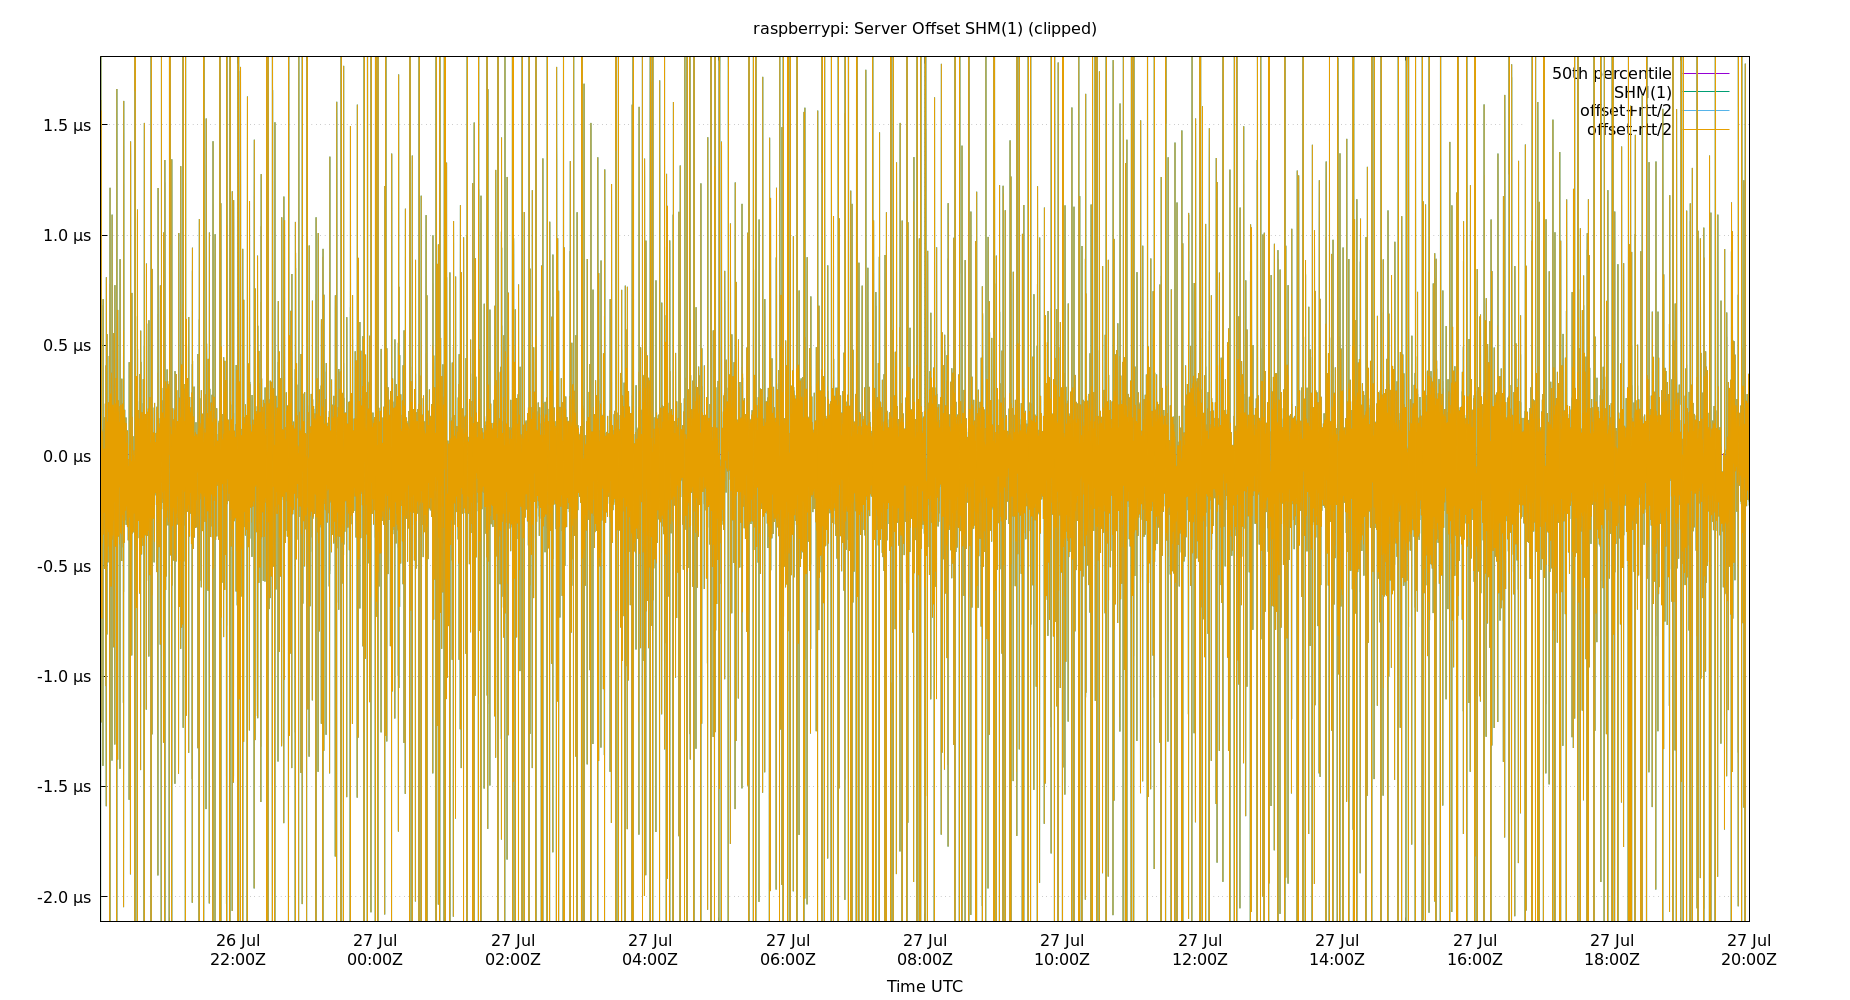 raspberrypi: Server Offset SHM(1) (clipped)
50th percentile
SHM(1)
offset+rtt/2
offset-rtt/2
1.5 µs
1.0 µs
0.5 µs
0.0 µs
-0.5 µs
-1.0 µs
-1.5 µs
-2.0 µs
26 Jul 27 Jul 27 Jul 27 Jul 27 Jul 27 Jul 27 Jul 27 Jul 27 Jul 27 Jul 27 Jul 27 Jul
22:00Z 00:00Z 02:00Z 04:00Z 06:00Z 08:00Z 10:00Z 12:00Z 14:00Z 16:00Z 18:00Z 20:00Z
Time UTC